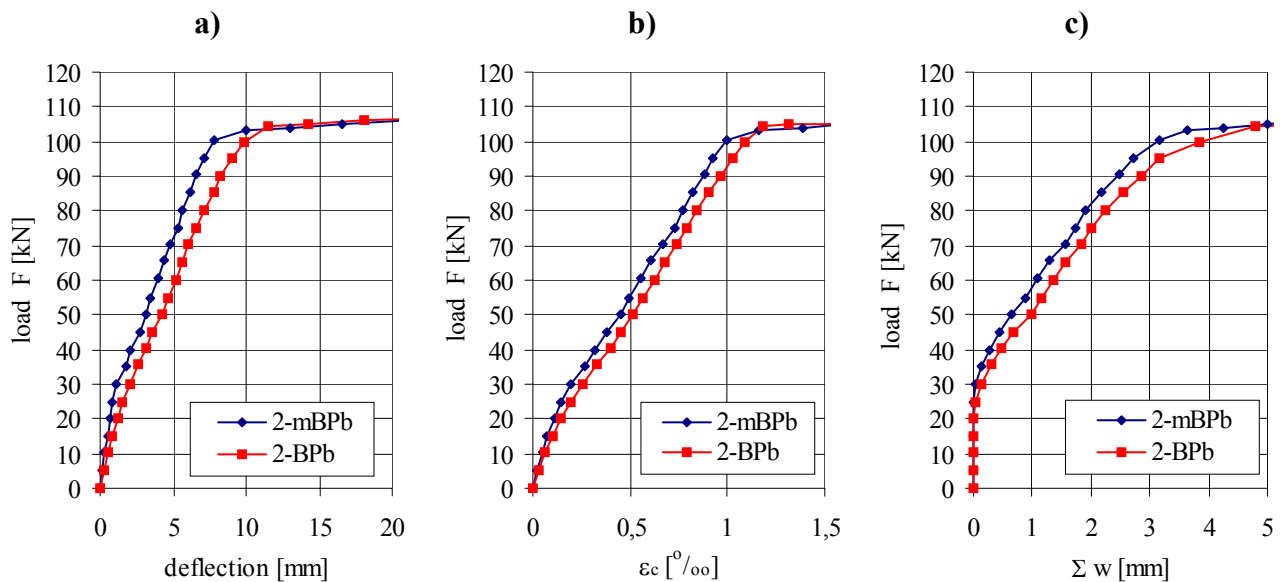 a)
120
110
100
90
80
70
60
50
40
30
20
10
0
load F [kN]
0 5 10 15 20
deflection [mm]
2-mBPb
2-BPb
b)
120
110
100
90
80
70
60
50
40
30
20
10
0
load F [kN]
0 0,5 1 1,5
εc [o/oo]
2-mBPb
2-BPb
c)
120
110
100
90
80
70
60
50
40
30
20
10
0
load F [kN]
0 1 2 3 4 5
Σ w [mm]
2-mBPb
2-BPb